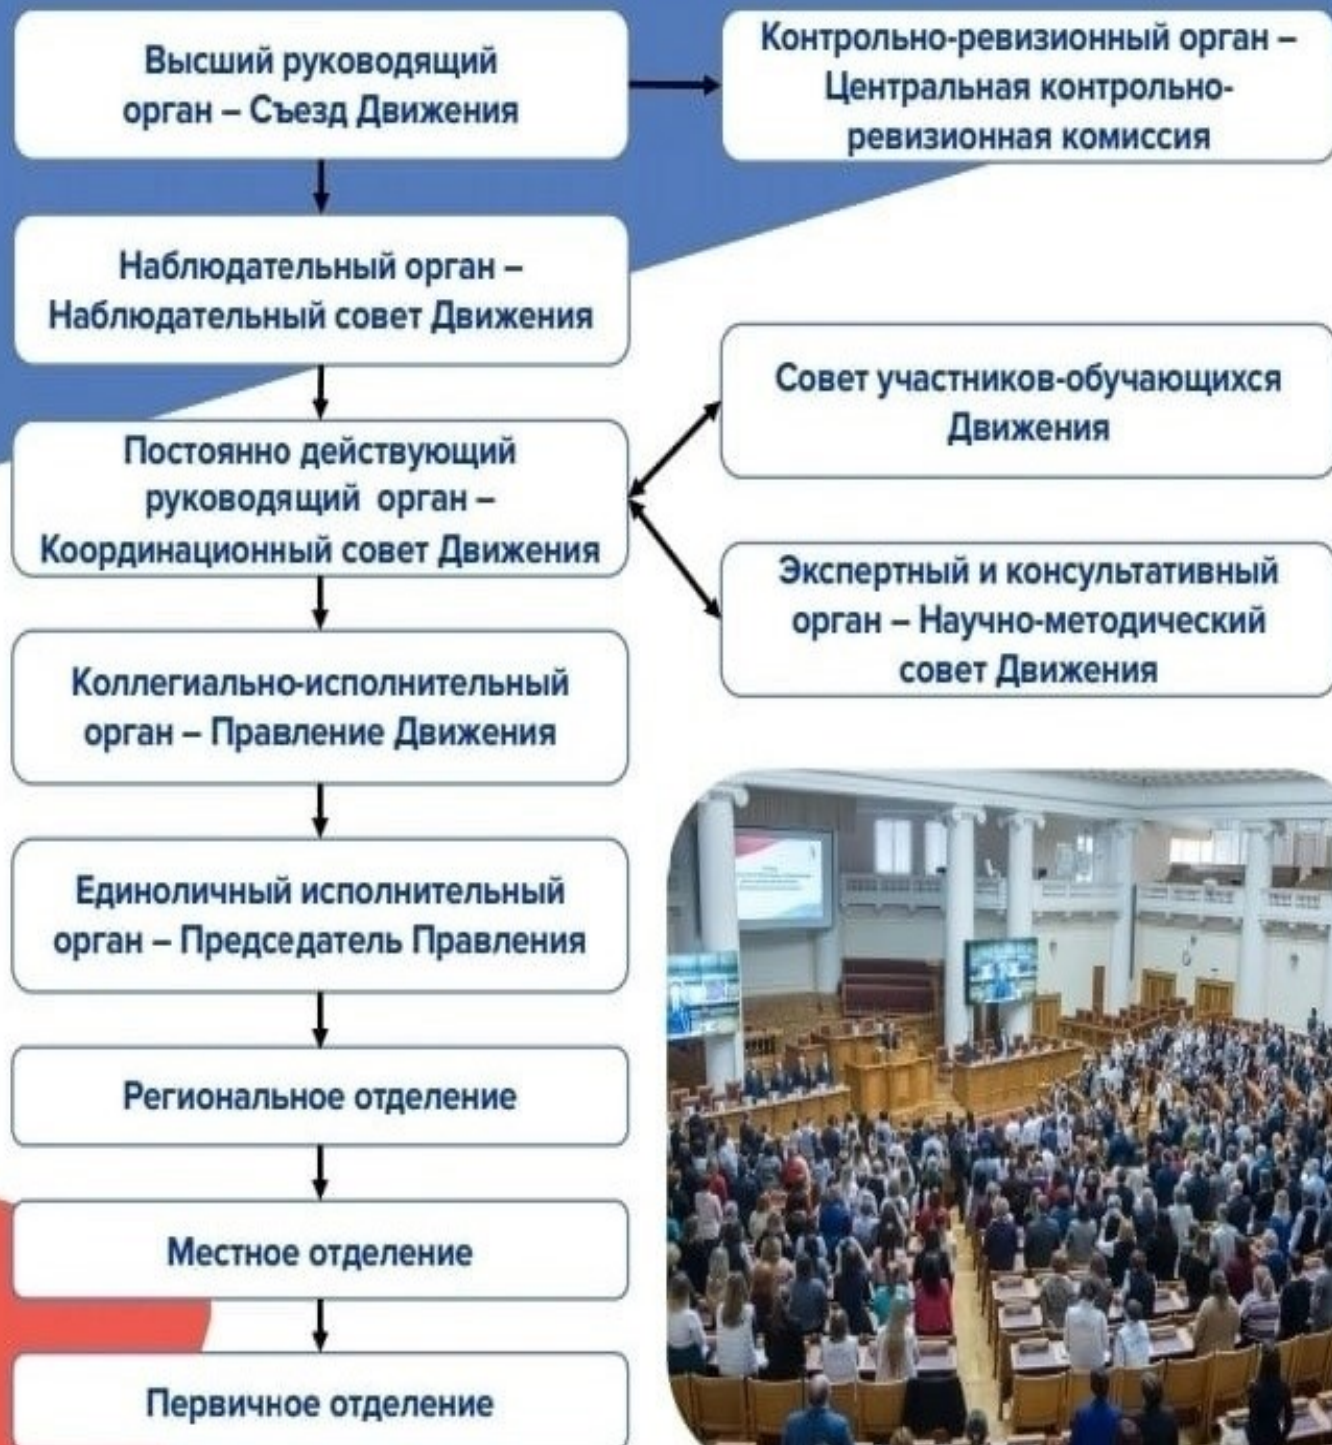 Высший руководящий
орган – Съезд Движения
Контрольно-ревизионный орган –
Центральная контрольно-
ревизионная комиссия
Наблюдательный орган –
Наблюдательный совет Движения
Постоянно действующий
руководящий орган –
Координационный совет Движения
Совет участников-обучающихся
Движения
Экспертный и консультативный
орган – Научно-методический
совет Движения
Коллегиально-исполнительный
орган – Правление Движения
Единоличный исполнительный
орган – Председатель Правления
Региональное отделение
Местное отделение
Первичное отделение